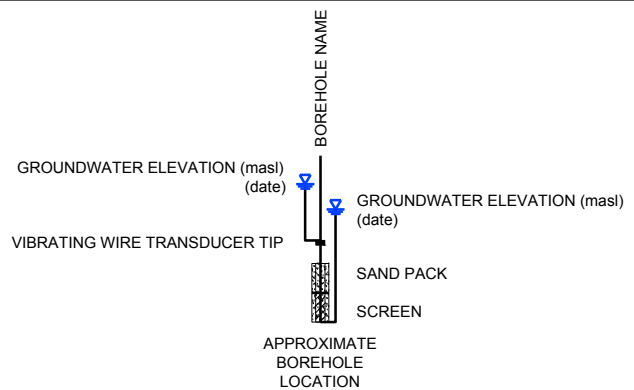 BOREHOLE NAME
GROUNDWATER ELEVATION (masl)
(date)
GROUNDWATER ELEVATION (masl)
(date)
VIBRATING WIRE TRANSDUCER TIP
SAND PACK
SCREEN
APPROXIMATE
BOREHOLE
LOCATION